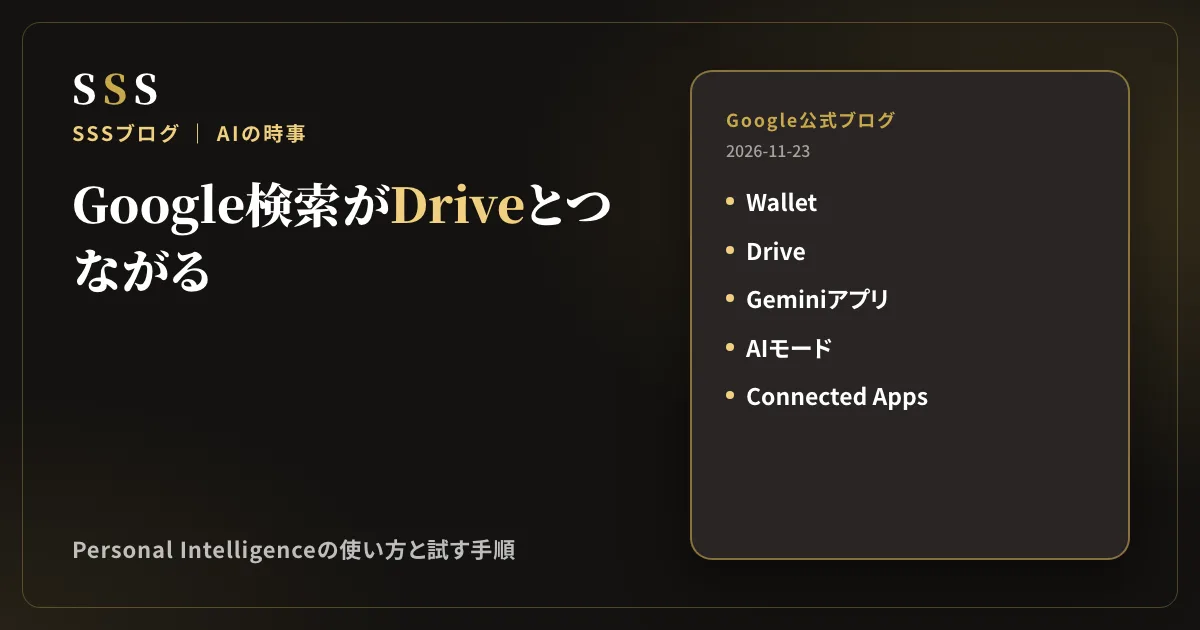 SSS
SSSブログ | AIの時事
Google検索がDriveとつ
ながる
Personal Intelligenceの使い方と試す手順
Google公式ブログ
2026-11-23
• Wallet
• Drive
• Geminiアプリ
• AIモード
• Connected Apps